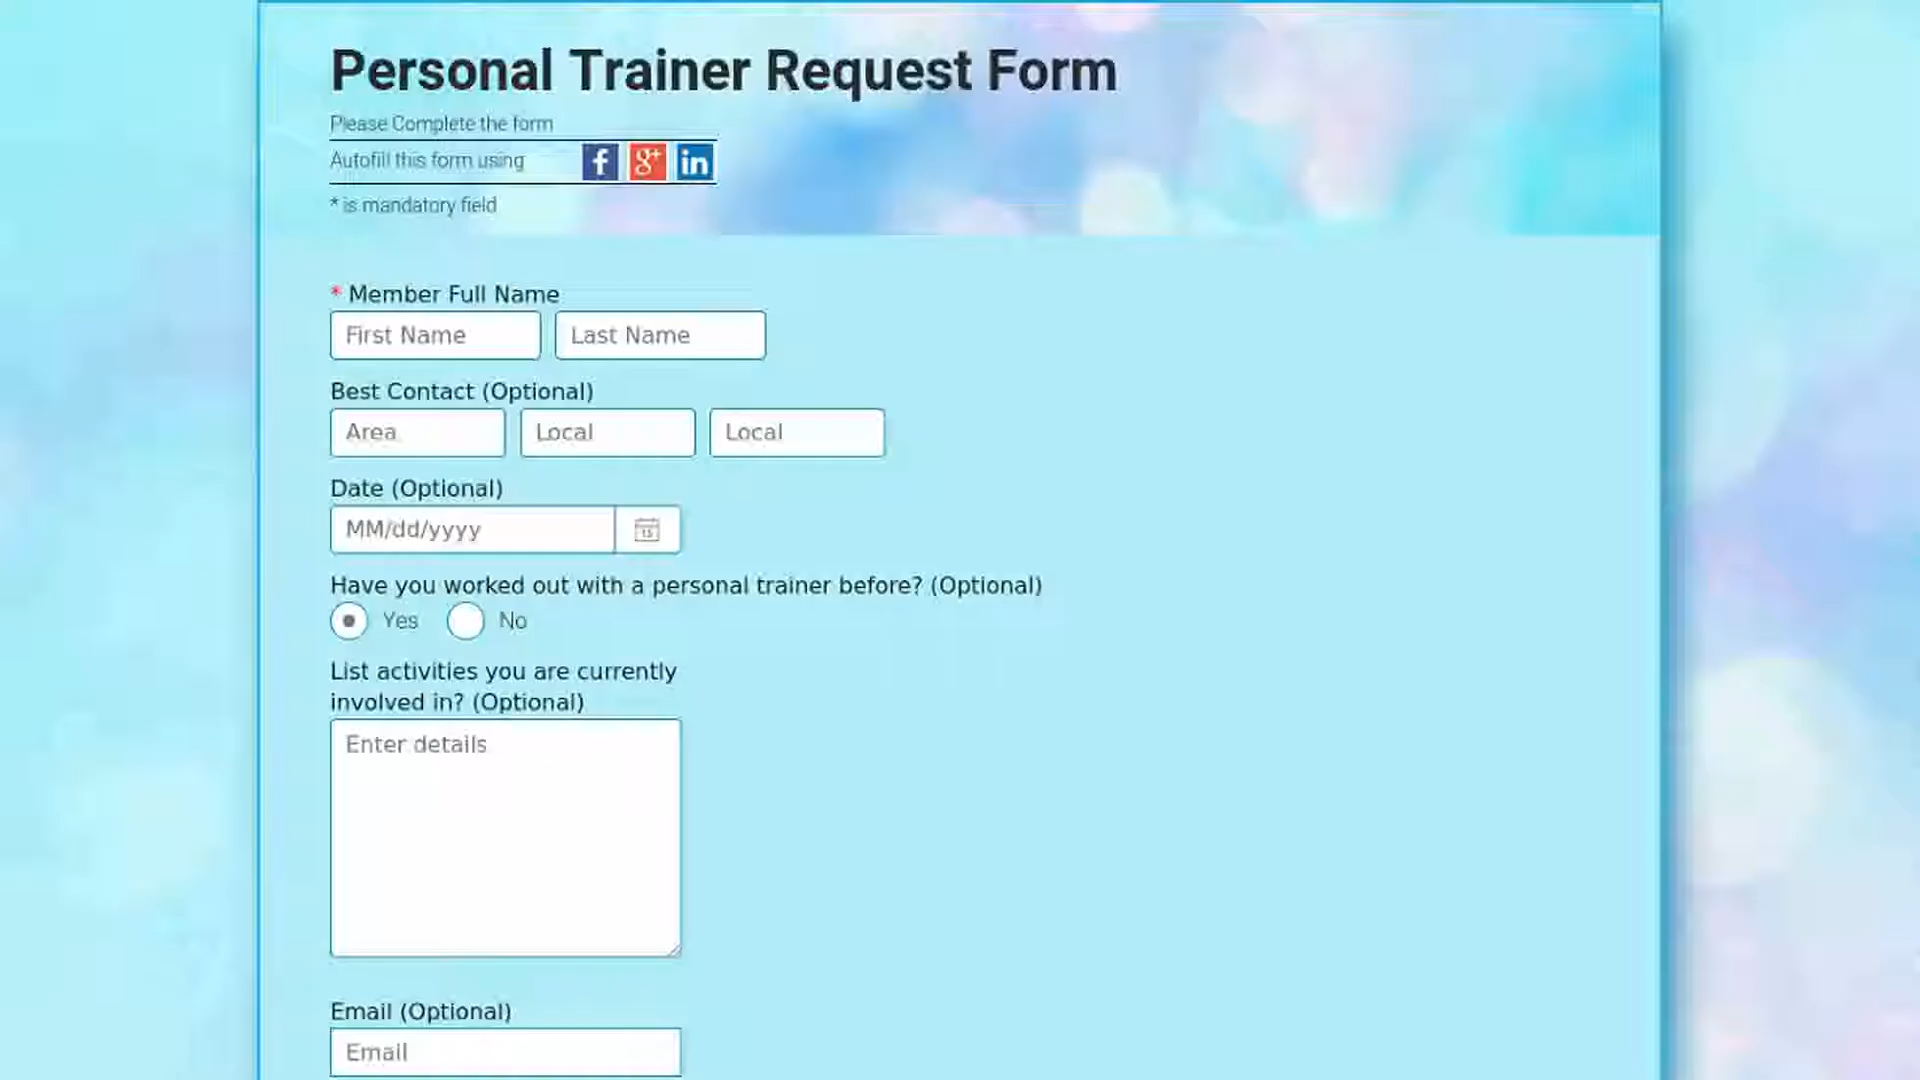 Personal Trainer Request Form
Please Complete the form
Autofill this form using f g+ in
* is mandatory field
* Member Full Name
First Name Last Name
Best Contact (Optional)
Area Local Local
Date (Optional)
MM/dd/yyyy 15
Have you worked out with a personal trainer before? (Optional)
Yes No
List activities you are currently
involved in? (Optional)
Enter details
Email (Optional)
Email